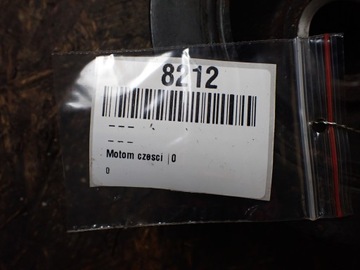 8212
- - -
- - -
Motom czesci | 0
0